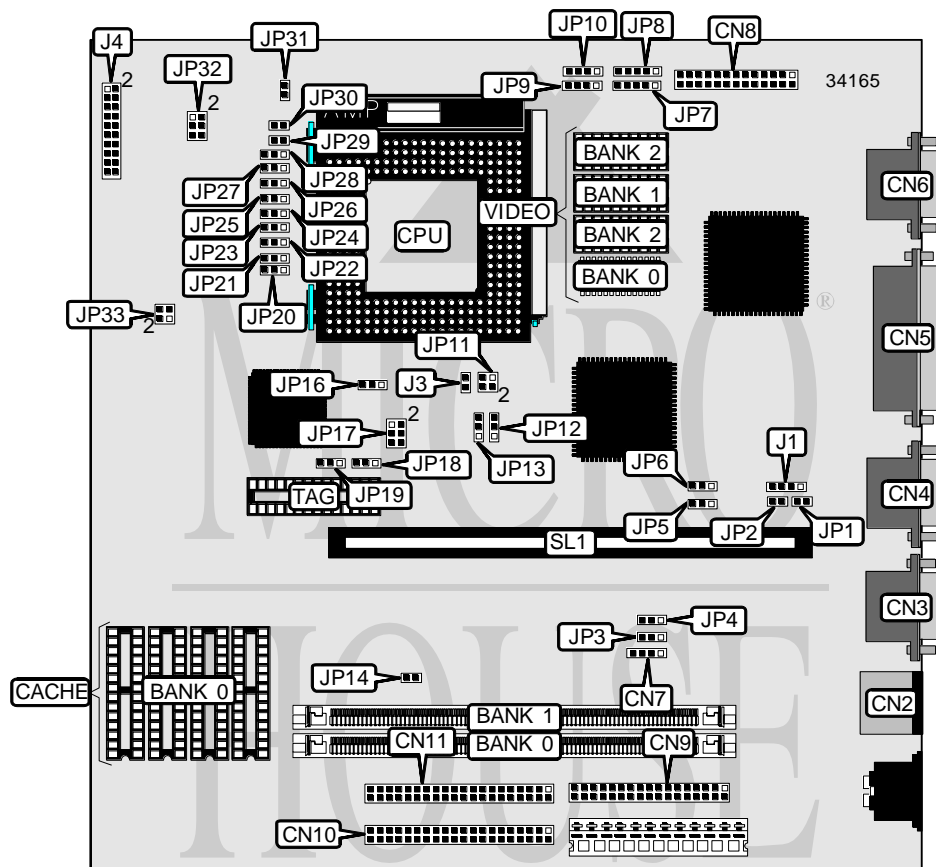 J4
2
JP32
2
JP31
JP10
JP8
CN8
JP9
JP7
34165
JP30
JP29
JP28
JP27
JP26
JP25
JP24
JP23
JP22
JP21
JP20
CPU
VIDEO
BANK 2
BANK 1
BANK 2
BANK 0
CN6
CN5
JP33
2
JP11
2
JP16
J3
JP17
2
JP12
JP13
JP18
JP19
TAG
JP6
J1
JP5
JP2
JP1
CN4
SL1
CN3
JP4
JP3
CN7
CN2
CACHE
BANK 0
JP14
BANK 1
BANK 0
CN11
CN9
CN10
MICRO
®
HOUSE